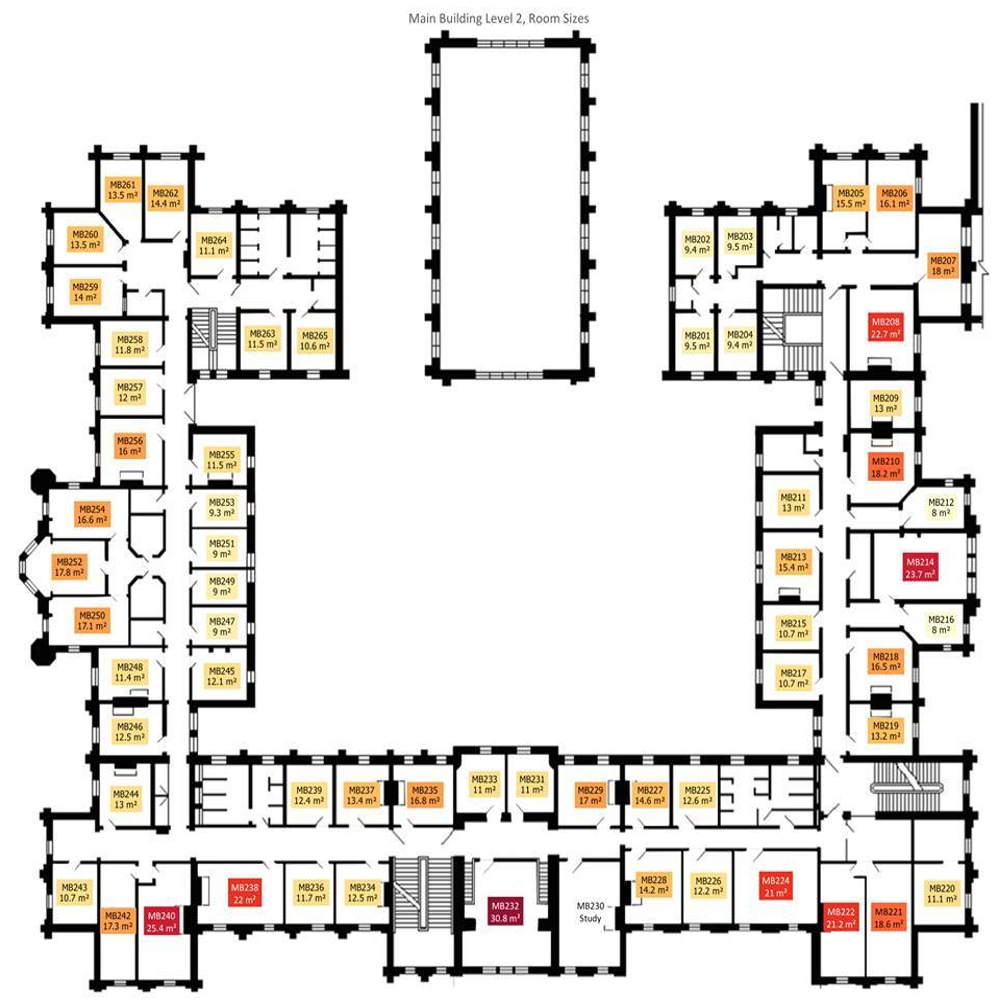 Main Building Level 2, Room Sizes
MB261
13.5 m²
MB262
14.4 m²
MB205
15.5 m²
MB206
16.1 m²
MB260
13.5 m²
MB264
11.1 m²
MB202
9.4 m²
MB203
9.5 m²
MB207
18 m²
MB259
14 m²
MB258
11.8 m²
MB263
11.5 m²
MB265
10.6 m²
MB201
9.5 m²
MB204
9.4 m²
MB208
22.7 m²
MB257
12 m²
MB209
13 m²
MB256
16 m²
MB255
11.5 m²
MB210
18.2 m²
MB254
16.6 m²
MB253
9.3 m²
MB211
13 m²
MB212
8 m²
MB251
9 m²
MB252
17.8 m²
MB213
15.4 m²
MB214
23.7 m²
MB249
9 m²
MB250
17.1 m²
MB247
9 m²
MB215
10.7 m²
MB216
8 m²
MB248
11.4 m²
MB245
12.1 m²
MB217
10.7 m²
MB218
16.5 m²
MB246
12.5 m²
MB219
13.2 m²
MB244
13 m²
MB239
12.4 m²
MB237
13.4 m²
MB235
16.8 m²
MB233
11 m²
MB231
11 m²
MB229
17 m²
MB227
14.6 m²
MB225
12.6 m²
MB243
10.7 m²
MB242
17.3 m²
MB240
25.4 m²
MB238
22 m²
MB236
11.7 m²
MB234
12.5 m²
MB232
30.8 m²
MB230
Study
MB228
14.2 m²
MB226
12.2 m²
MB224
21 m²
MB222
21.2 m²
MB221
18.6 m²
MB220
11.1 m²